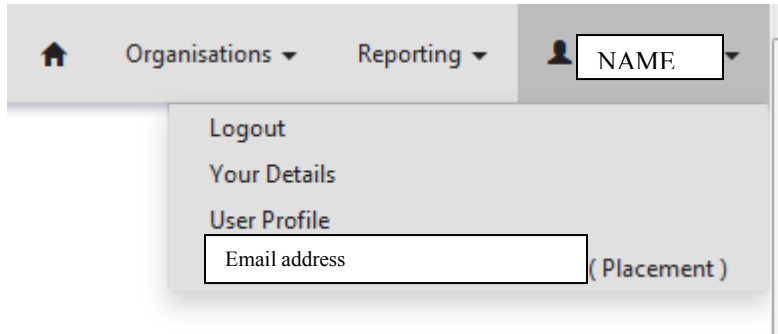 Organisations Reporting NAME
Logout
Your Details
User Profile
Email address ( Placement )